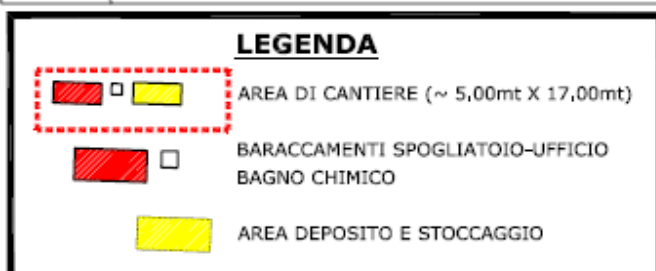 LEGENDA
AREA DI CANTIERE (~ 5,00mt X 17,00mt)
BARACCAMENTI SPOGLIATOIO-UFFICIO
BAGNO CHIMICO
AREA DEPOSITO E STOCCAGGIO